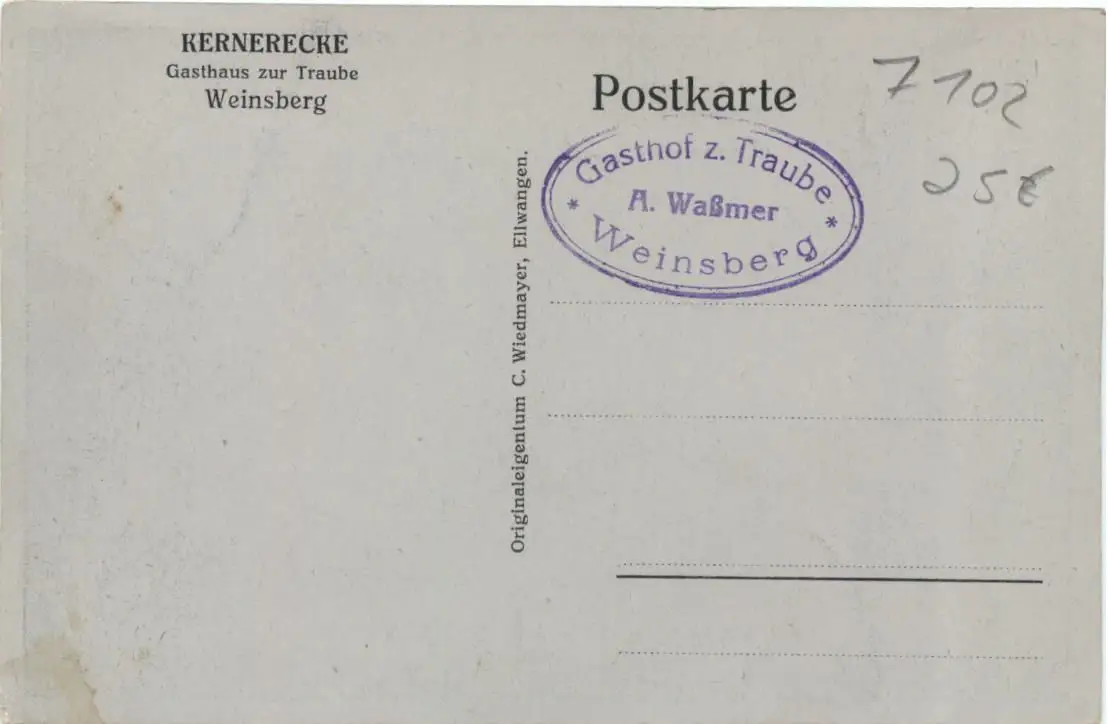 KERNERECKE
Gasthaus zur Traube
Weinsberg
Postkarte
7102
25€
Gasthof z. Traube
A. Waßmer
* Weinsberg *
Originaleigentum C. Wiedmayer, Ellwangen.